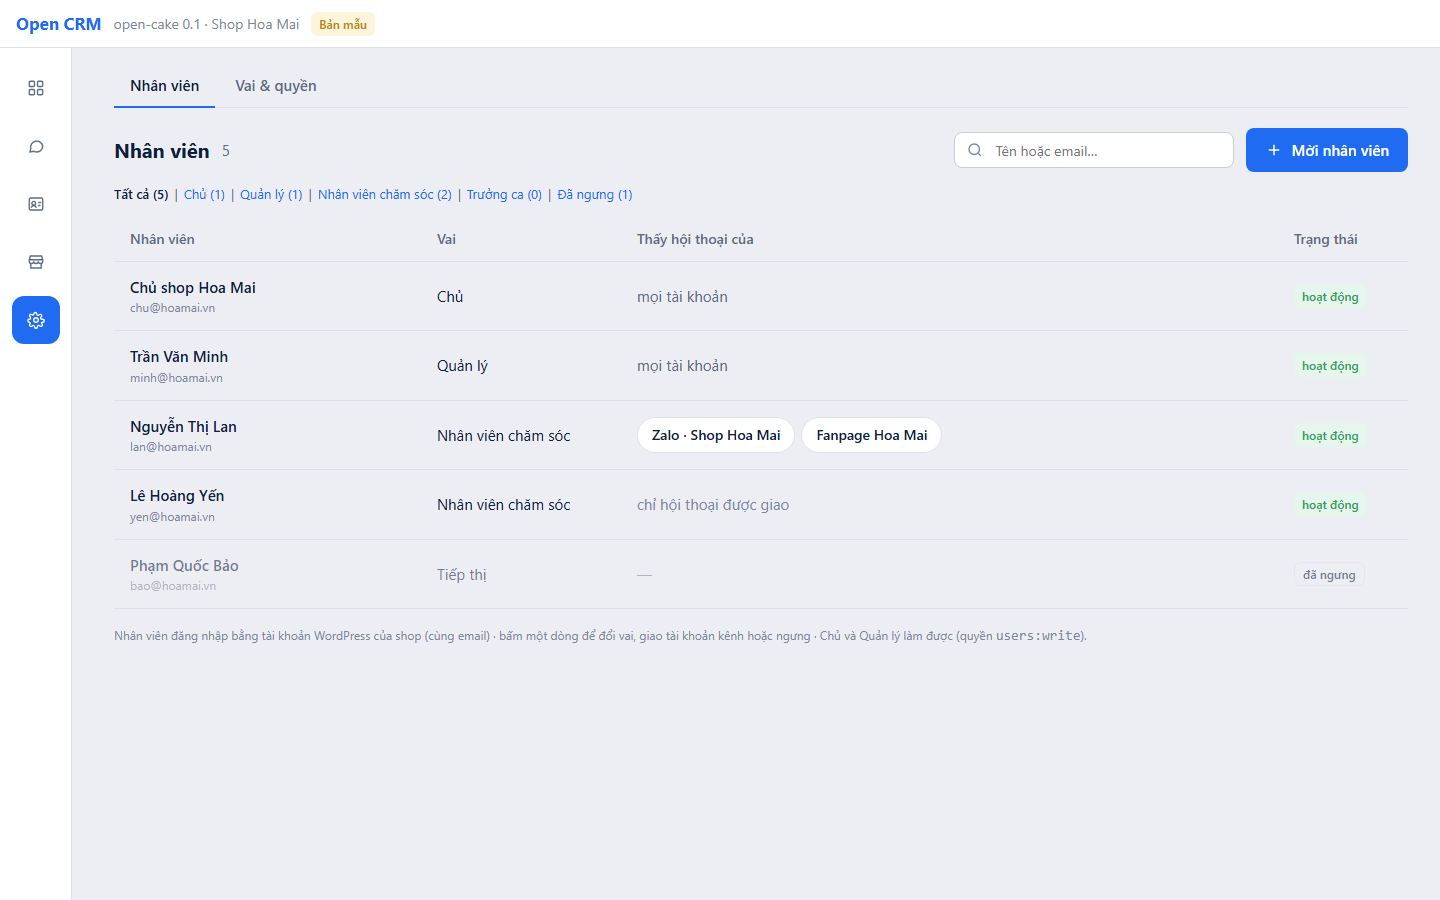 Open CRM open-cake 0.1 · Shop Hoa Mai Bản mẫu
Nhân viên Vai & quyền
Nhân viên 5 Tên hoặc email... + Mời nhân viên
Tất cả (5) | Chủ (1) | Quản lý (1) | Nhân viên chăm sóc (2) | Trưởng ca (0) | Đã ngưng (1)
Nhân viên Vai Thấy hội thoại của Trạng thái
Chủ shop Hoa Mai
chu@hoamai.vn
Chủ mọi tài khoản hoạt động
Trần Văn Minh
minh@hoamai.vn
Quản lý mọi tài khoản hoạt động
Nguyễn Thị Lan
lan@hoamai.vn
Nhân viên chăm sóc Zalo · Shop Hoa Mai Fanpage Hoa Mai hoạt động
Lê Hoàng Yến
yen@hoamai.vn
Nhân viên chăm sóc chỉ hội thoại được giao hoạt động
Phạm Quốc Bảo
bao@hoamai.vn
Tiếp thị — đã ngưng
Nhân viên đăng nhập bằng tài khoản WordPress của shop (cùng email) · bấm một dòng để đổi vai, giao tài khoản kênh hoặc ngưng · Chủ và Quản lý làm được (quyền users:write).